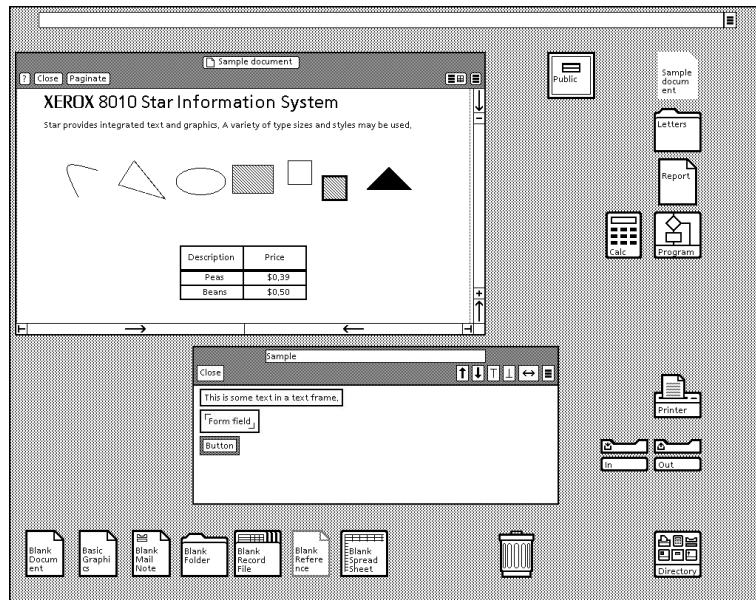 Sample document
? Close Paginate
XEROX 8010 Star Information System
Star provides integrated text and graphics. A variety of type sizes and styles may be used.
Description Price
Peas $0.39
Beans $0.50
Public
Sample
docum
ent
Letters
Report
Calc
Program
Sample
Close
This is some text in a text frame.
Form field
Button
Printer
In
Out
Blank
Docum
ent
Basic
Graphi
cs
Blank
Mail
Note
Blank
Folder
Blank
Record
File
Blank
Refere
nce
Blank
Spread
Sheet
Directory